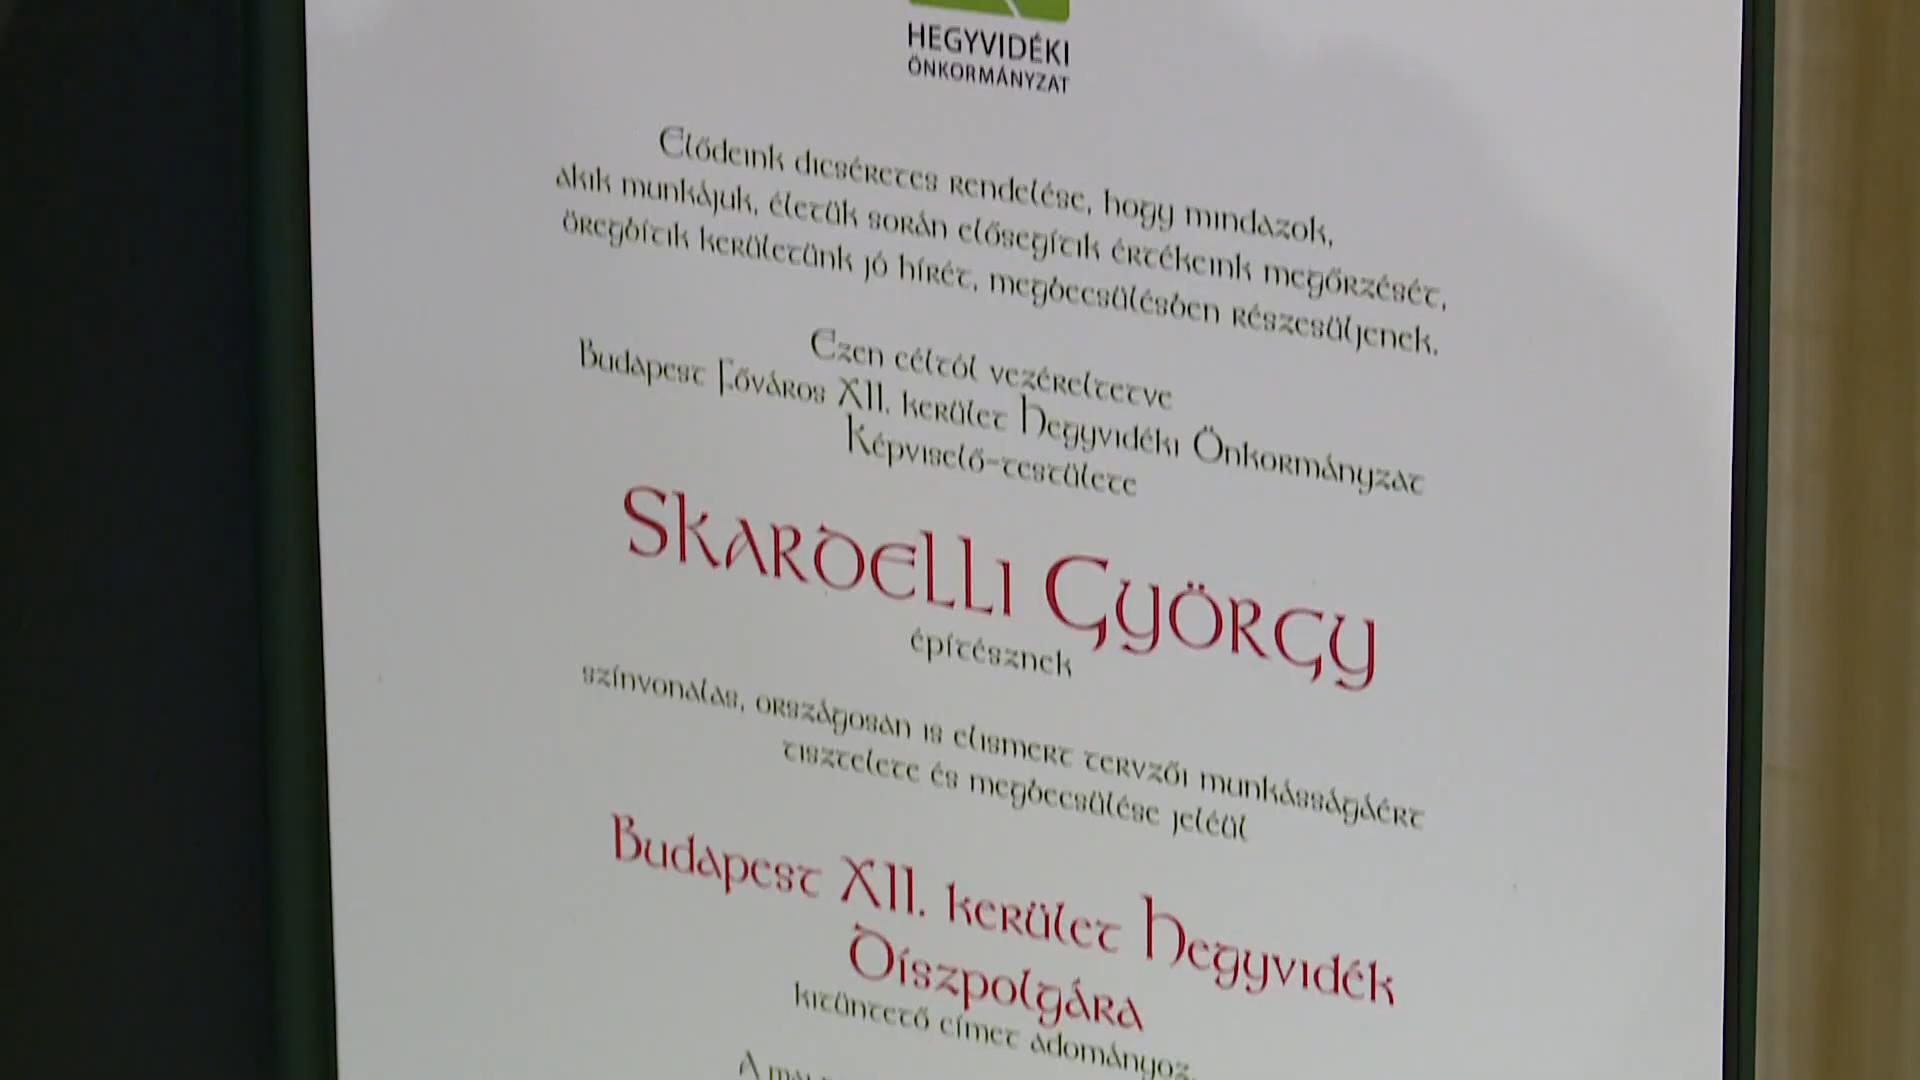 HEGYVIDÉKI
ÖNKORMÁNYZAT
Elődeink dicséretes rendelése, hogy mindazok,
akik munkájuk, életük során elősegítik értékeink megőrzését,
öregbítik kerületünk jó hírét, megbecsülésben részesüljenek.
Ezen céltól vezéreltetve
Budapest Főváros XII. kerület Hegyvidéki Önkormányzat
Képviselő-testülete
Skardelli György
építésznek
színvonalas, országosan is elismert tervzői munkásságáért
tisztelete és megbecsülése jeléül
Budapest XII. kerület Hegyvidék
Díszpolgára
kitüntető címet adományoz.
A